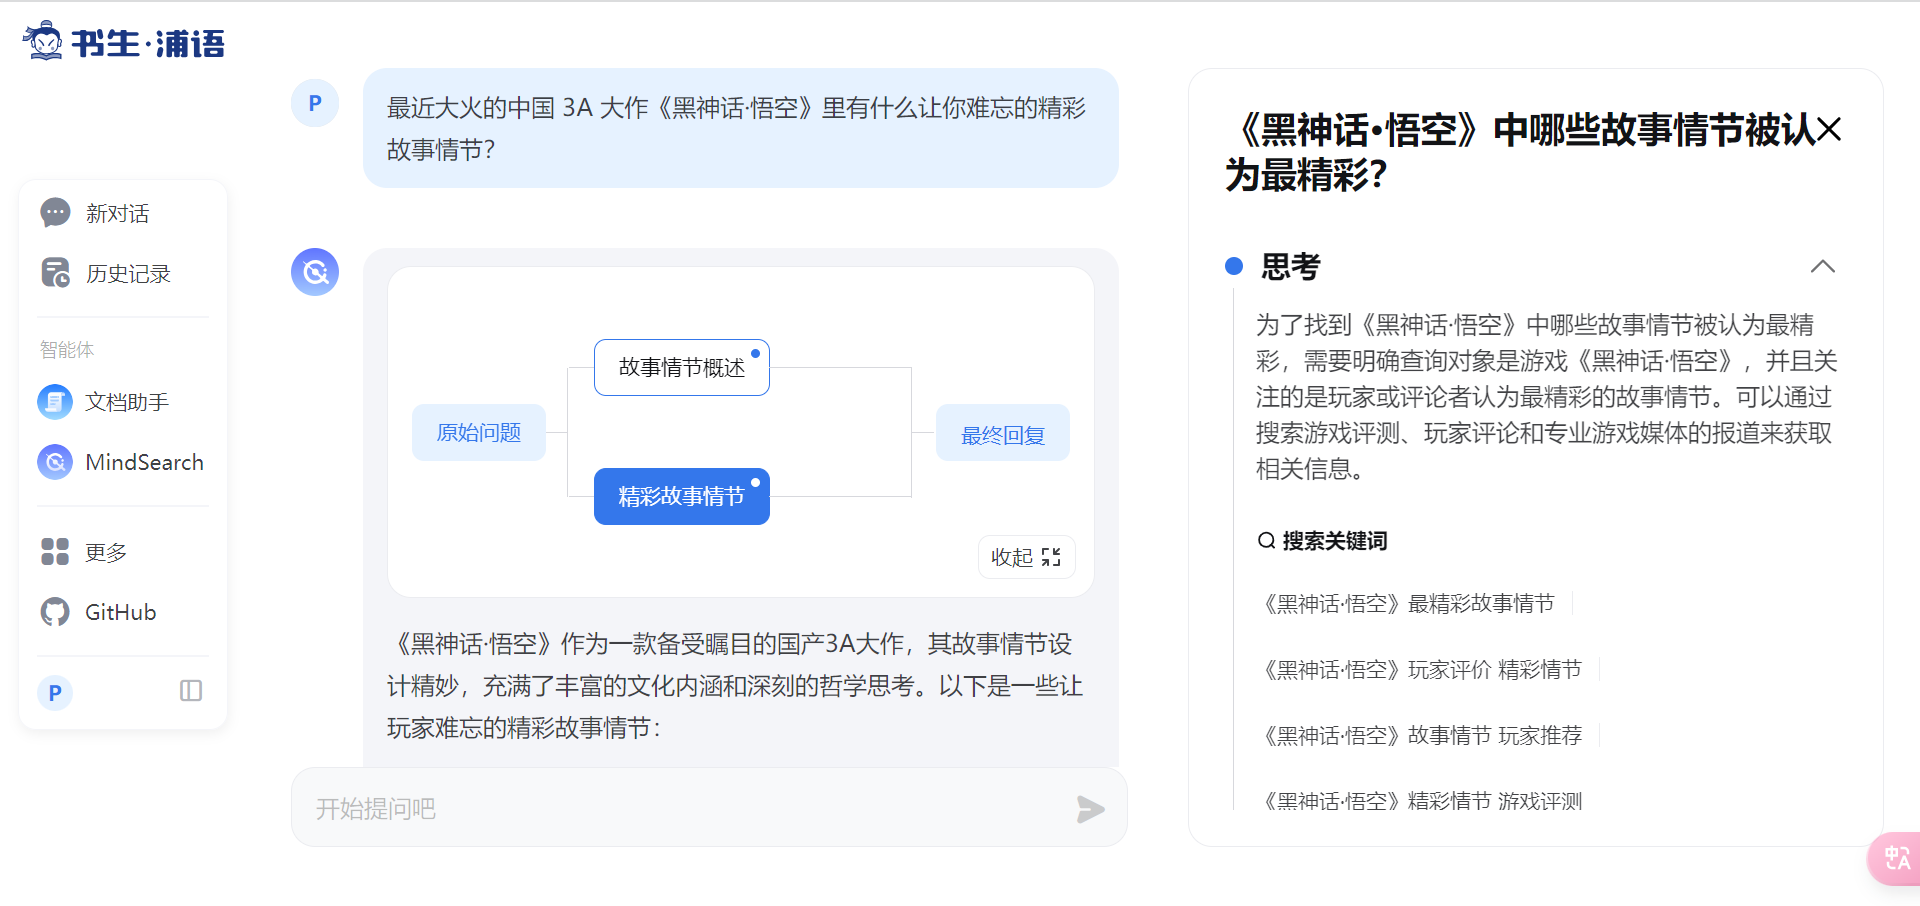 书生·浦语
新对话
历史记录
智能体
文档助手
MindSearch
更多
GitHub
P
P
最近大火的中国 3A 大作《黑神话·悟空》里有什么让你难忘的精彩
故事情节？
故事情节概述
原始问题
最终回复
精彩故事情节
收起
《黑神话·悟空》作为一款备受瞩目的国产3A大作，其故事情节设
计精妙，充满了丰富的文化内涵和深刻的哲学思考。以下是一些让
玩家难忘的精彩故事情节：
开始提问吧
《黑神话·悟空》中哪些故事情节被认
为最精彩？
思考
为了找到《黑神话·悟空》中哪些故事情节被认为最精
彩，需要明确查询对象是游戏《黑神话·悟空》，并且关
注的是玩家或评论者认为最精彩的故事情节。可以通过
搜索游戏评测、玩家评论和专业游戏媒体的报道来获取
相关信息。
搜索关键词
《黑神话·悟空》最精彩故事情节
《黑神话·悟空》玩家评价 精彩情节
《黑神话·悟空》故事情节 玩家推荐
《黑神话·悟空》精彩情节 游戏评测
中A